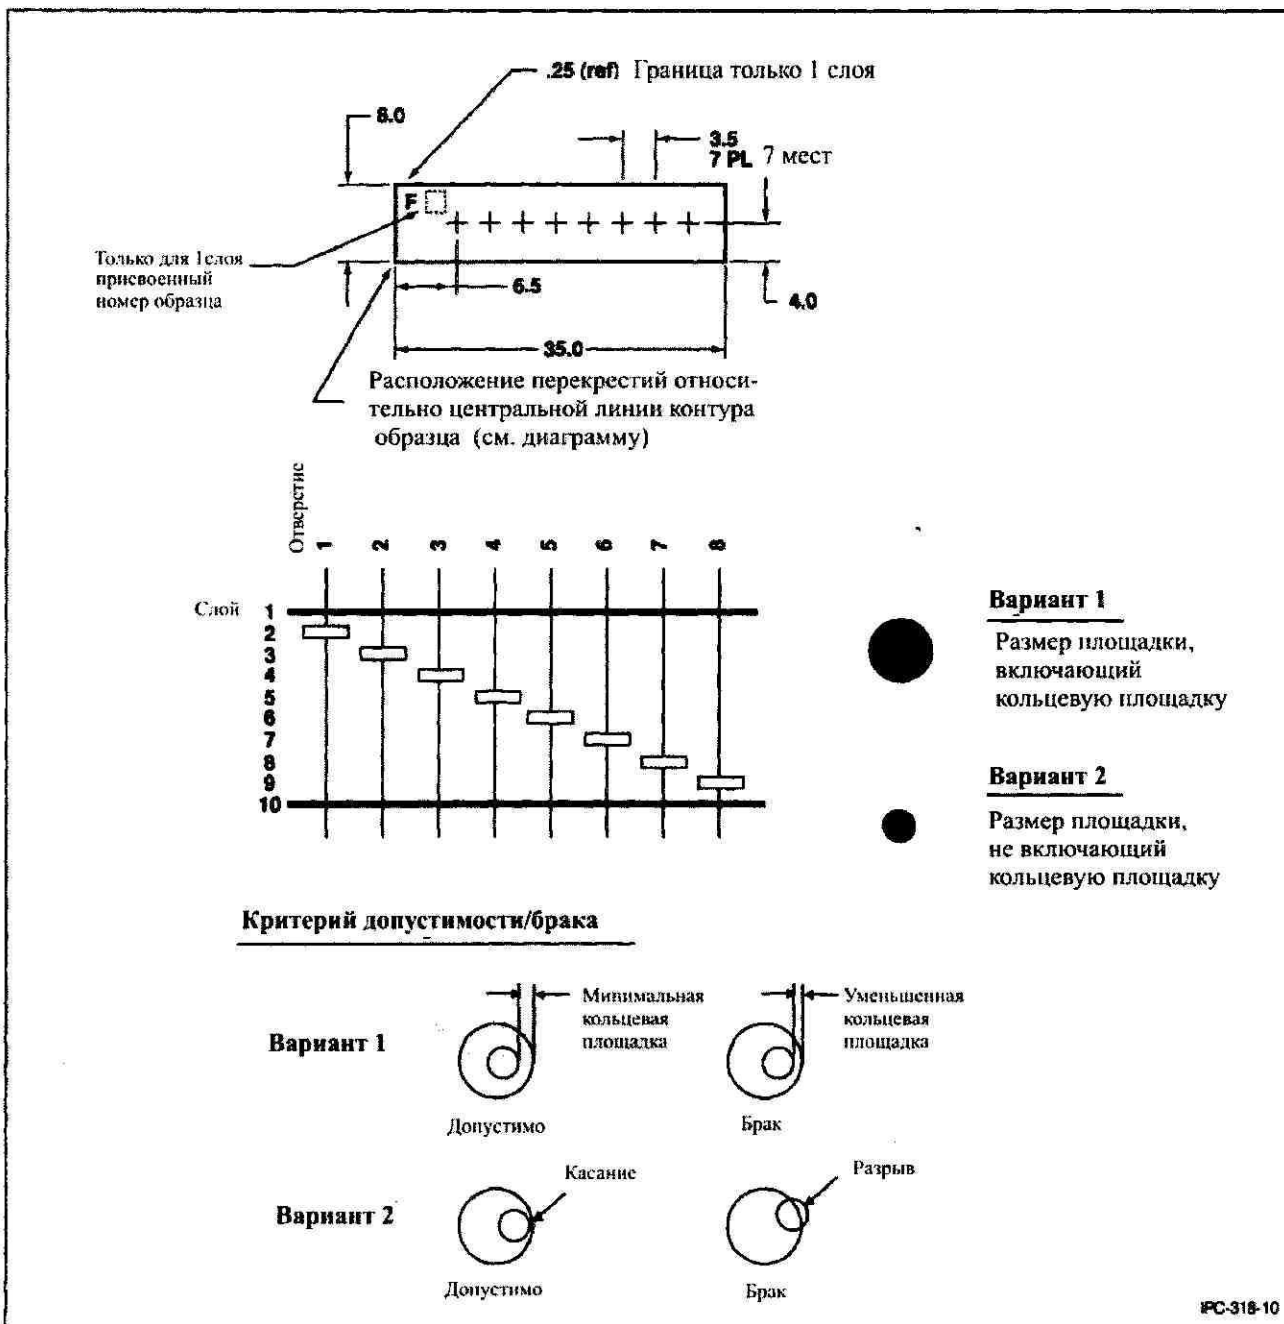 .25 (ref) Граница только 1 слоя
8.0
3.5
7 PL 7 мест
F
Только для 1слоя
присвоенный
номер образца
6.5
4.0
35.0
Расположение перекрестий относи-
тельно центральной линии контура
образца (см. диаграмму)
Отверстие
1 2 3 4 5 6 7 8
Слой 1
2
3
4
5
6
7
8
9
10
Вариант 1
Размер площадки,
включающий
кольцевую площадку
Вариант 2
Размер площадки,
не включающий
кольцевую площадку
Критерий допустимости/брака
Вариант 1
Минимальная
кольцевая
площадка
Допустимо
Уменьшенная
кольцевая
площадка
Брак
Вариант 2
Касание
Допустимо
Разрыв
Брак
IPC-318-10